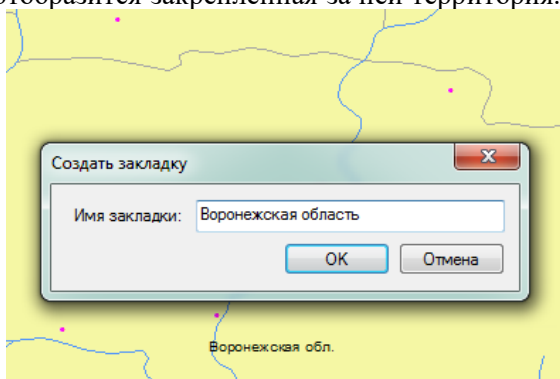 отобразится закрепленная за ней территория.
Создать закладку
Имя закладки: Воронежская область
OK Отмена
Воронежская обл.